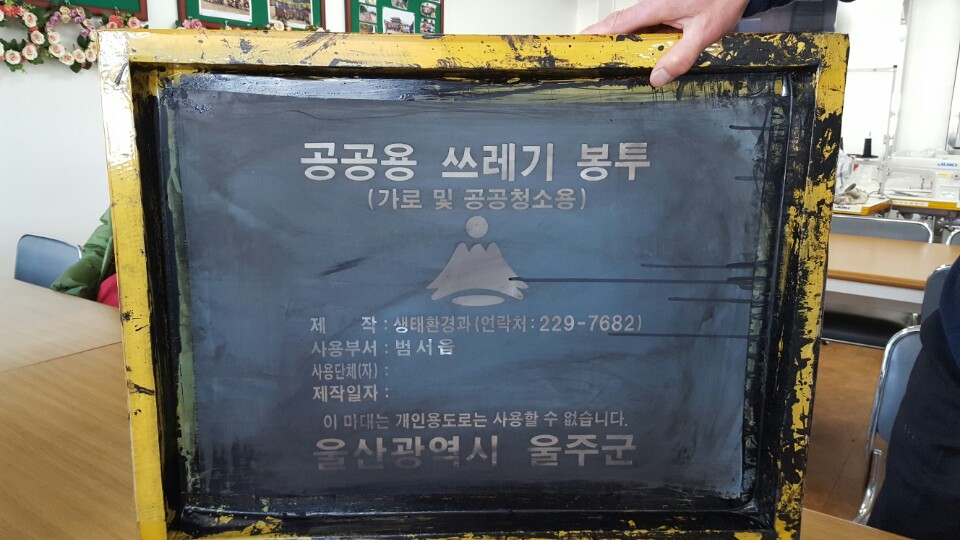 공공용 쓰레기 봉투
(가로 및 공공청소용)
제 작 : 생태환경과(연락처:229-7682)
사용부서 : 범서읍
사용단체(자) :
제작일자 :
이 마대는 개인용도로는 사용할 수 없습니다.
울산광역시 울주군
JUKI